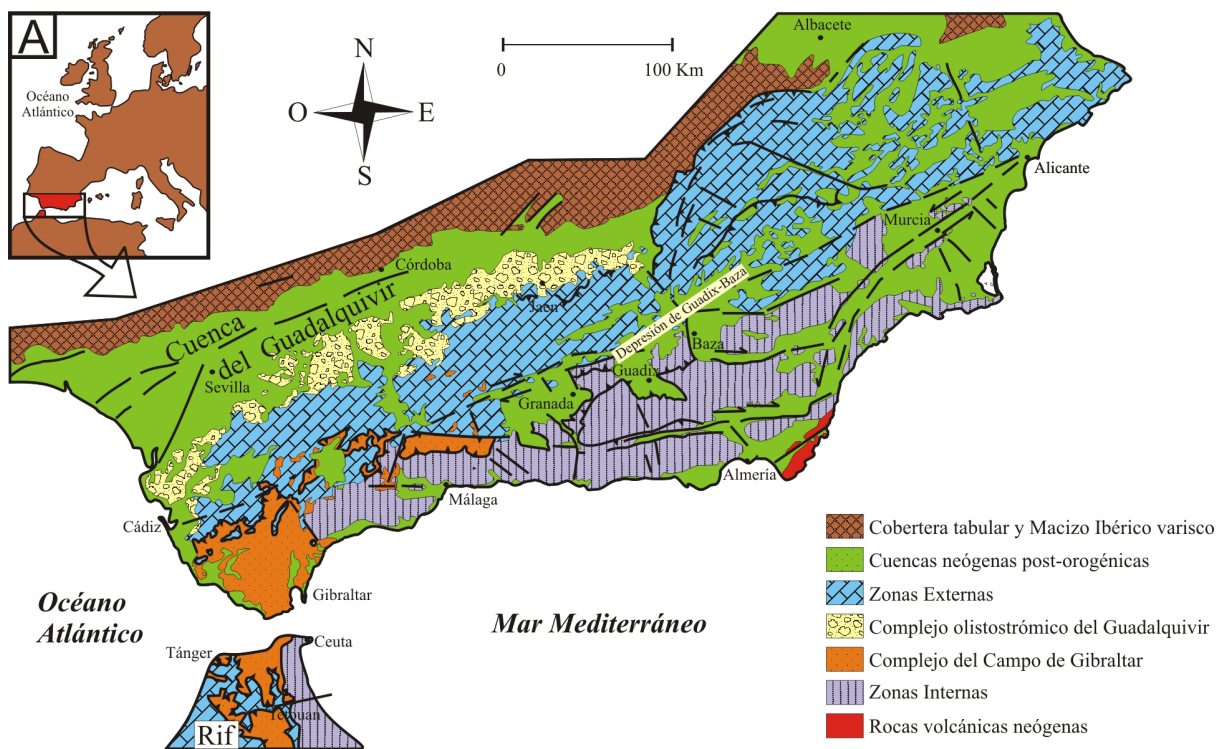 A
Océano
Atlántico
N
O
E
S
0
100 Km
Albacete
Alicante
Murcia
Córdoba
Jaén
Cuenca
del Guadalquivir
Sevilla
Depresión de Guadix-Baza
Baza
Guadix
Granada
Almería
Málaga
Cádiz
Gibraltar
Océano
Atlántico
Mar Mediterráneo
Tánger
Ceuta
Tetouan
Rif
Cobertera tabular y Macizo Ibérico varisco
Cuencas neógenas post-orogénicas
Zonas Externas
Complejo olistostrómico del Guadalquivir
Complejo del Campo de Gibraltar
Zonas Internas
Rocas volcánicas neógenas